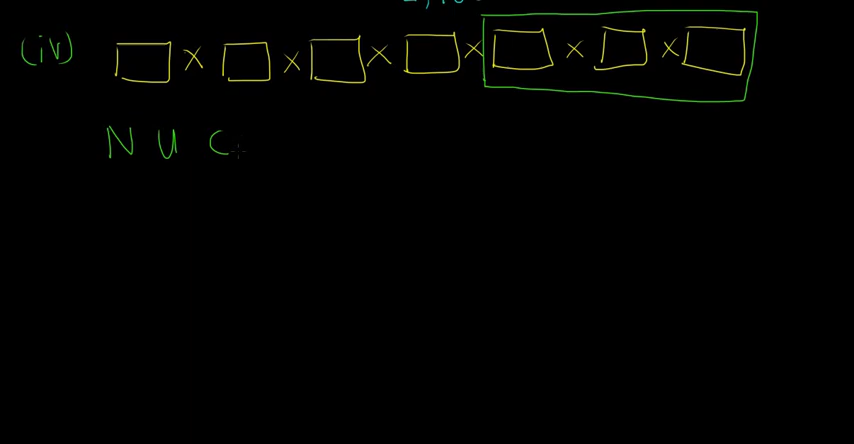 (iv) □ × □ × □ × □ × □ × □ × □
N U C